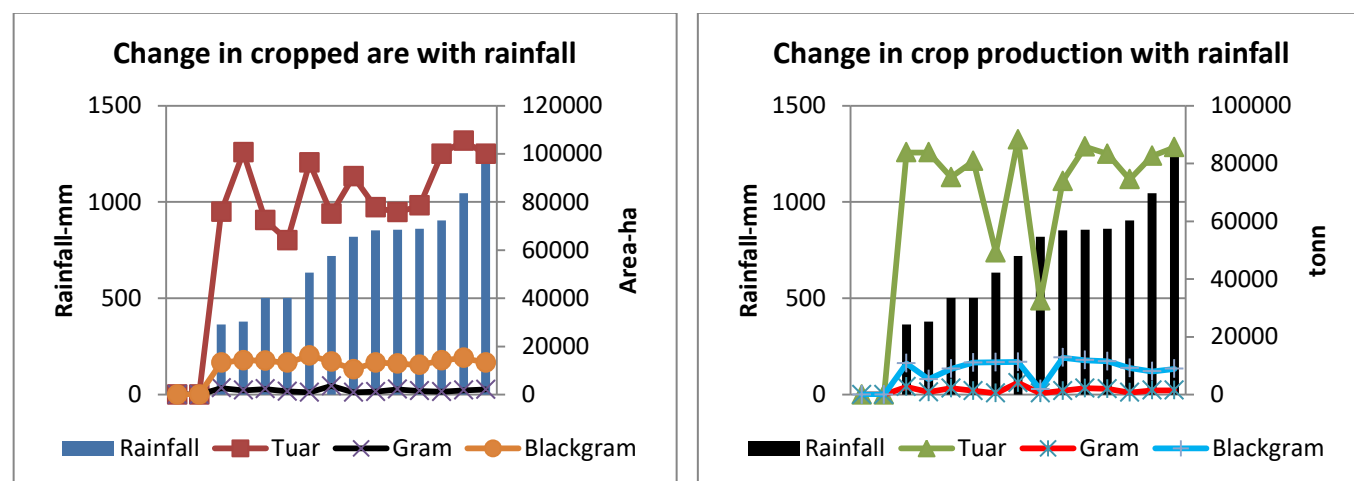 Change in cropped are with rainfall
1500
1000
500
0
Rainfall-mm
120000
100000
80000
60000
40000
20000
0
Area-ha
Rainfall Tuar Gram Blackgram
Change in crop production with rainfall
1500
1000
500
0
Rainfall-mm
100000
80000
60000
40000
20000
0
tonn
Rainfall Tuar Gram Blackgram